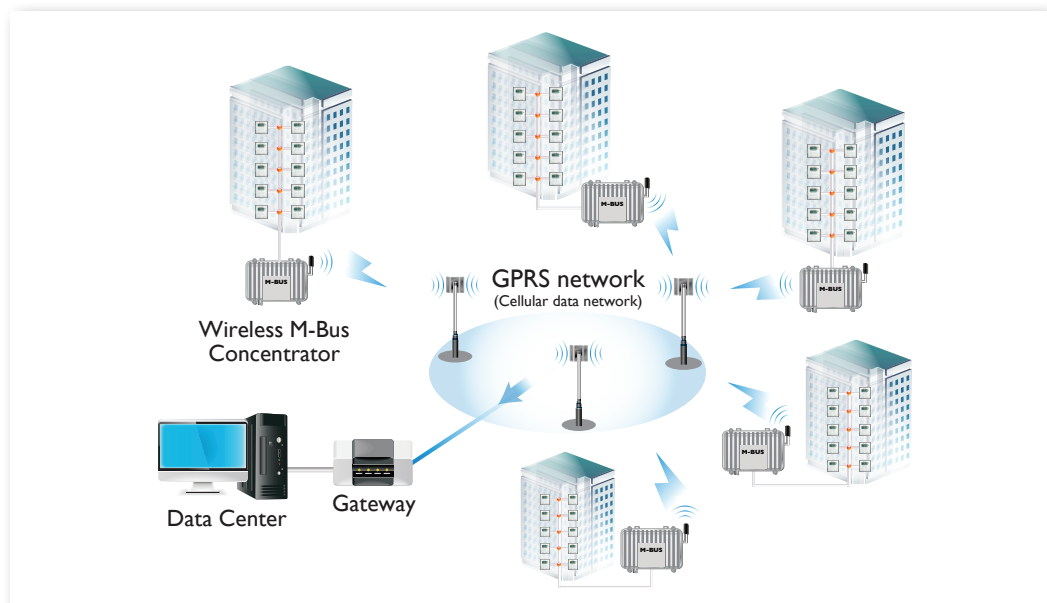 M-BUS
M-BUS
M-BUS
GPRS network
(Cellular data network)
Wireless M-Bus
Concentrator
M-BUS
Data Center
Gateway
M-BUS